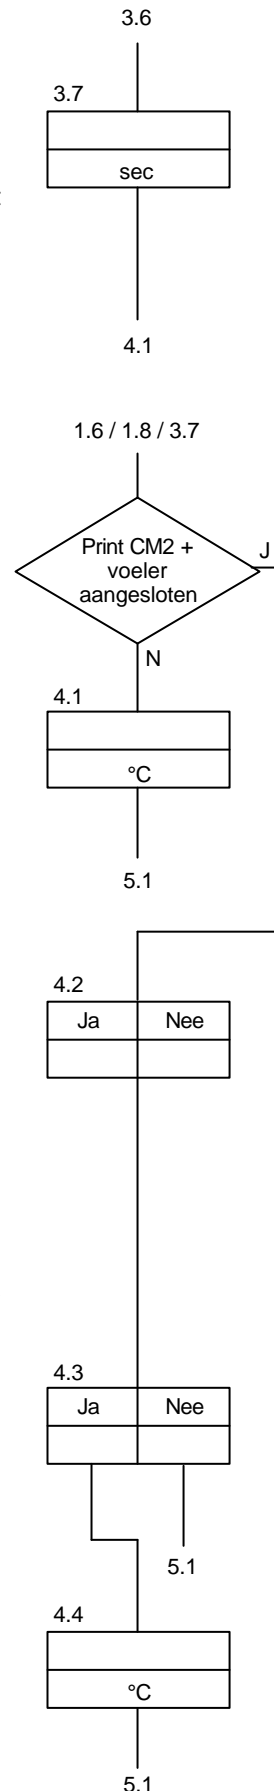 3.6
3.7
sec
4.1
1.6 / 1.8 / 3.7
Print CM2 +
voeler
aangesloten
J
N
4.1
°C
5.1
4.2
Ja Nee
4.3
Ja Nee
5.1
4.4
°C
5.1